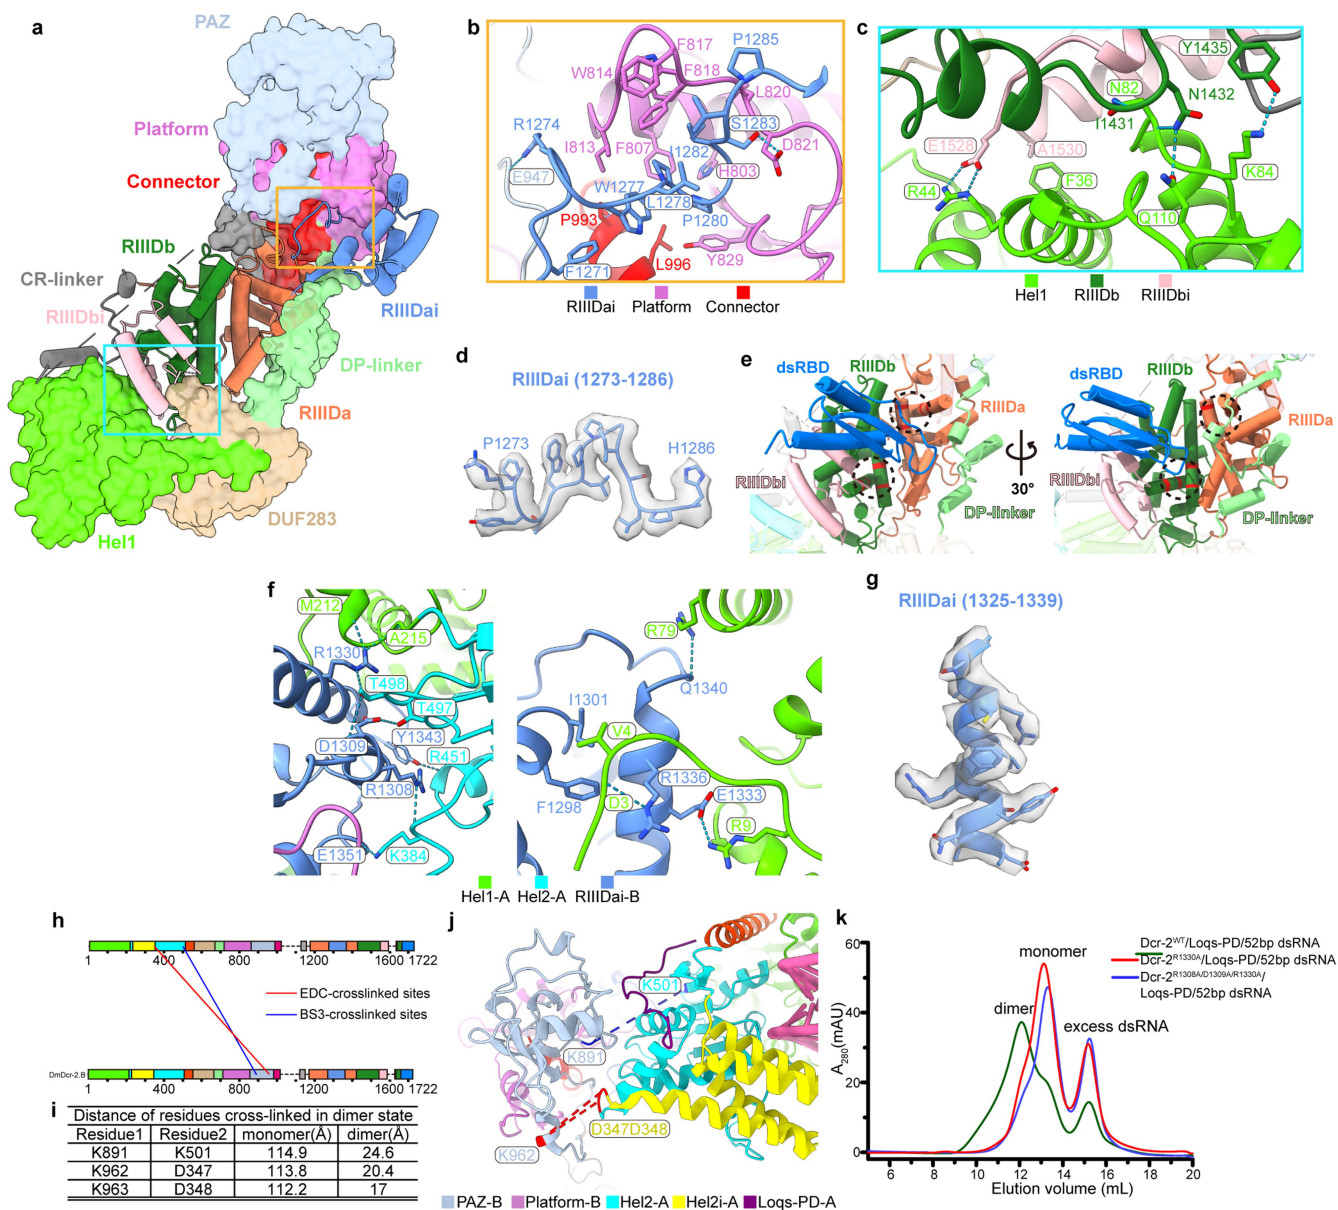 a
PAZ
Platform
Connector
RIIIDb
CR-linker
RIIIDbi
RIIIDai
DP-linker
RIIIDa
DUF283
Hel1
b
F817
P1285
W814
F818
L820
R1274
S1283
I813
F807
I1282
D821
E947
H803
W1277
L1278
P993
P1280
F1271
L996
Y829
RIIIDai Platform Connector
c
Y1435
N82
N1432
I1431
E1528
A1530
R44
F36
K84
Q110
Hel1 RIIIDb RIIIDbi
d
RIIIDai (1273-1286)
P1273
H1286
e
dsRBD
RIIIDb
RIIIDa
RIIIDbi
DP-linker
30°
dsRBD
RIIIDb
RIIIDa
RIIIDbi
DP-linker
f
M212
A215
R1330
T498
T497
D1309
Y1343
R451
R1308
E1351
K384
R79
Q1340
I1301
V4
R1336
E1333
F1298
D3
R9
Hel1-A Hel2-A RIIIDai-B
g
RIIIDai (1325-1339)
h
1 400 800 1200 1600 1722
EDC-crosslinked sites
BS3-crosslinked sites
DmDcr-2.B
1 400 800 1200 1600 1722
i
Distance of residues cross-linked in dimer state
Residue1 Residue2 monomer(Å) dimer(Å)
K891 K501 114.9 24.6
K962 D347 113.8 20.4
K963 D348 112.2 17
j
K501
K891
D347D348
K962
PAZ-B Platform-B Hel2-A Hel2i-A Loqs-PD-A
k
Dcr-2WT/Loqs-PD/52bp dsRNA
Dcr-2R1330A/Loqs-PD/52bp dsRNA
Dcr-2R1308A/D1309A/R1330A/
Loqs-PD/52bp dsRNA
monomer
dimer
excess dsRNA
A280(mAU)
60
40
20
0
6 8 10 12 14 16 18 20
Elution volume (mL)